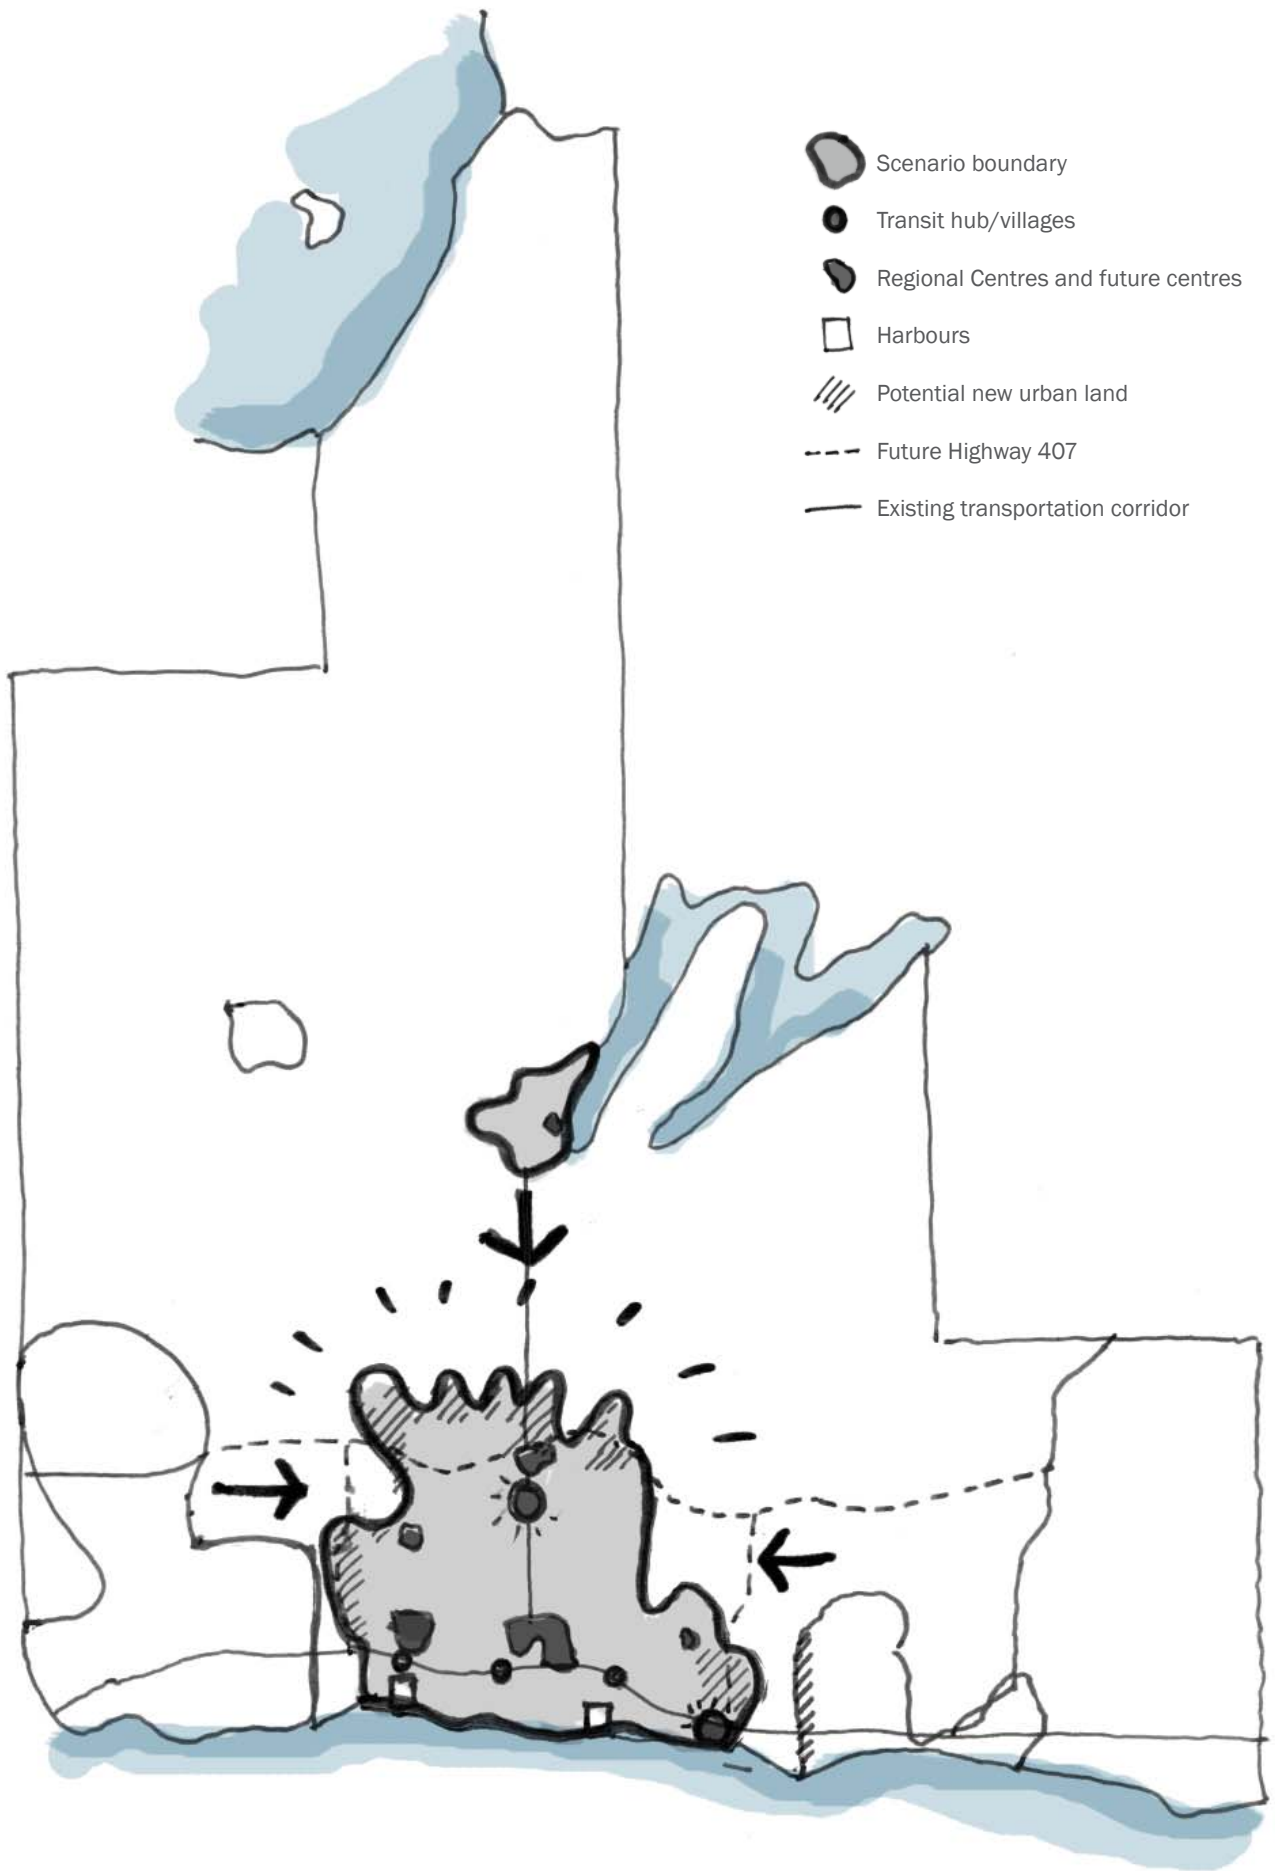 Scenario boundary
Transit hub/villages
Regional Centres and future centres
Harbours
Potential new urban land
Future Highway 407
Existing transportation corridor